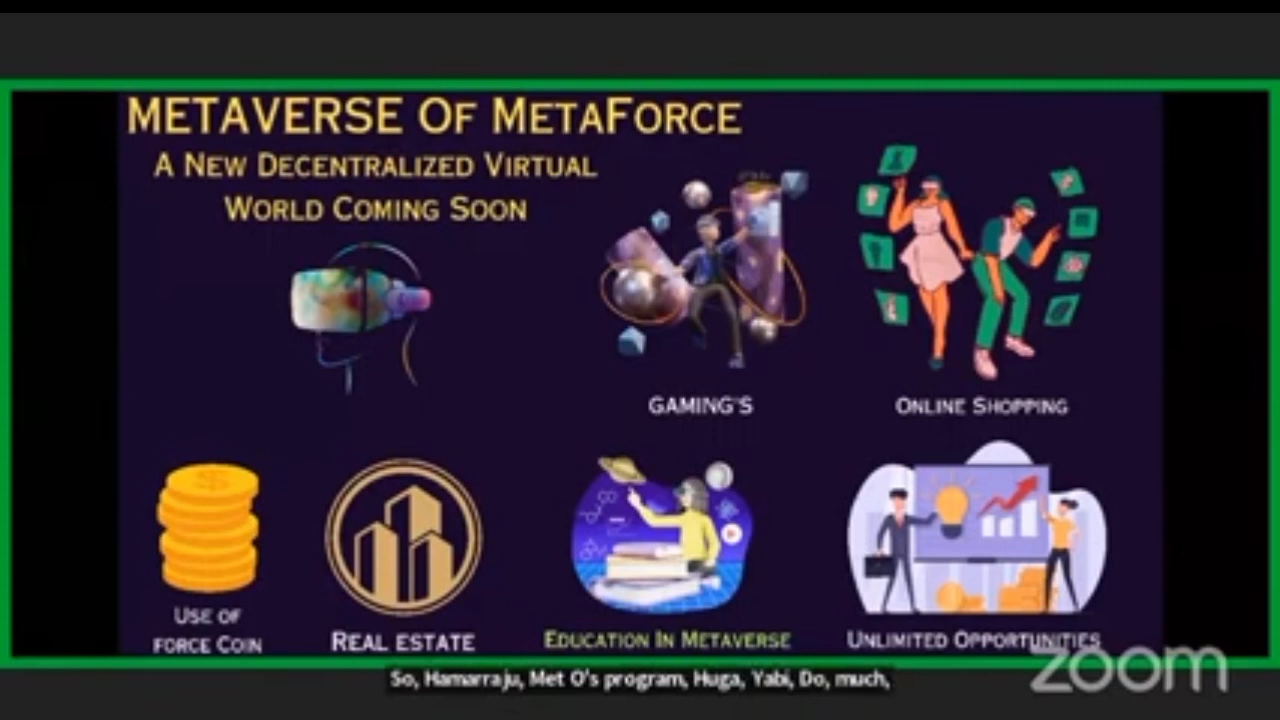 METAVERSE OF METAFORCE
A NEW DECENTRALIZED VIRTUAL
WORLD COMING SOON
GAMING'S
ONLINE SHOPPING
USE OF
FORCE COIN
REAL ESTATE
EDUCATION IN METAVERSE
UNLIMITED OPPORTUNITIES
zoom
So, Hamarraju, Met O's program, Huga, Yabi, Do, much,